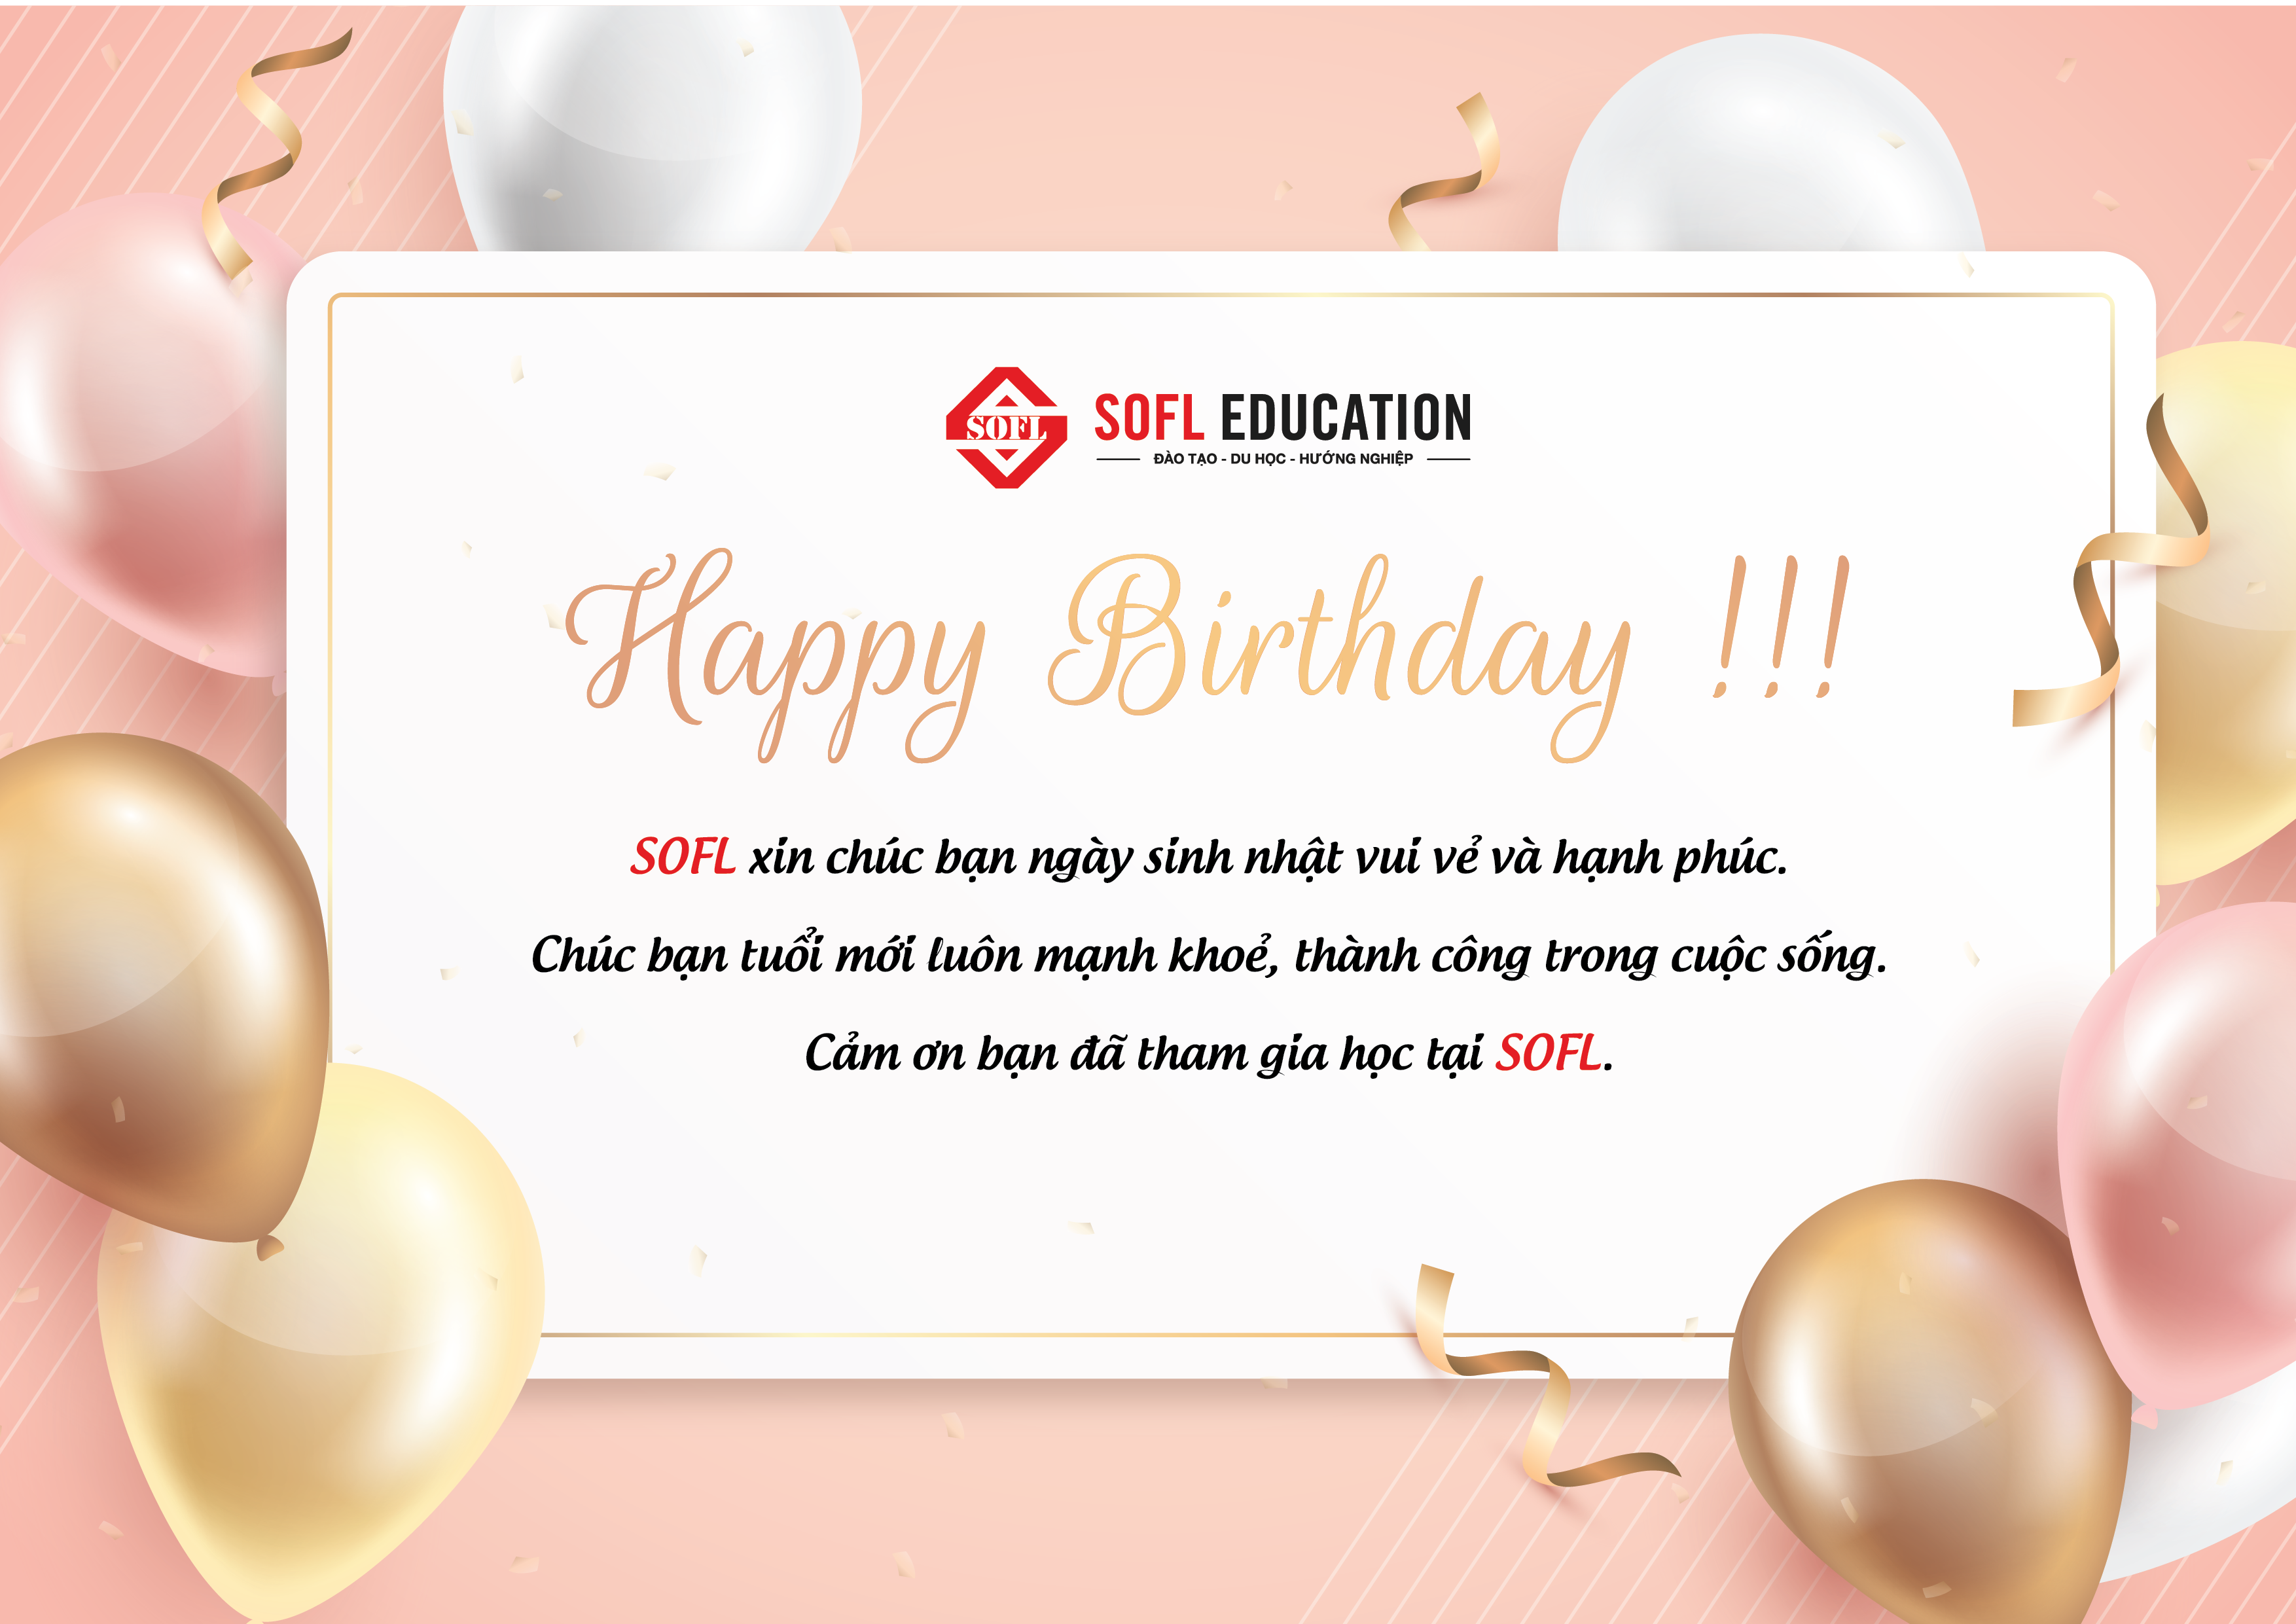 SOFL
SOFL EDUCATION
ĐÀO TẠO - DU HỌC - HƯỚNG NGHIỆP
Happy Birthday !!!
SOFL xin chúc bạn ngày sinh nhật vui vẻ và hạnh phúc.
Chúc bạn tuổi mới luôn mạnh khoẻ, thành công trong cuộc sống.
Cảm ơn bạn đã tham gia học tại SOFL.